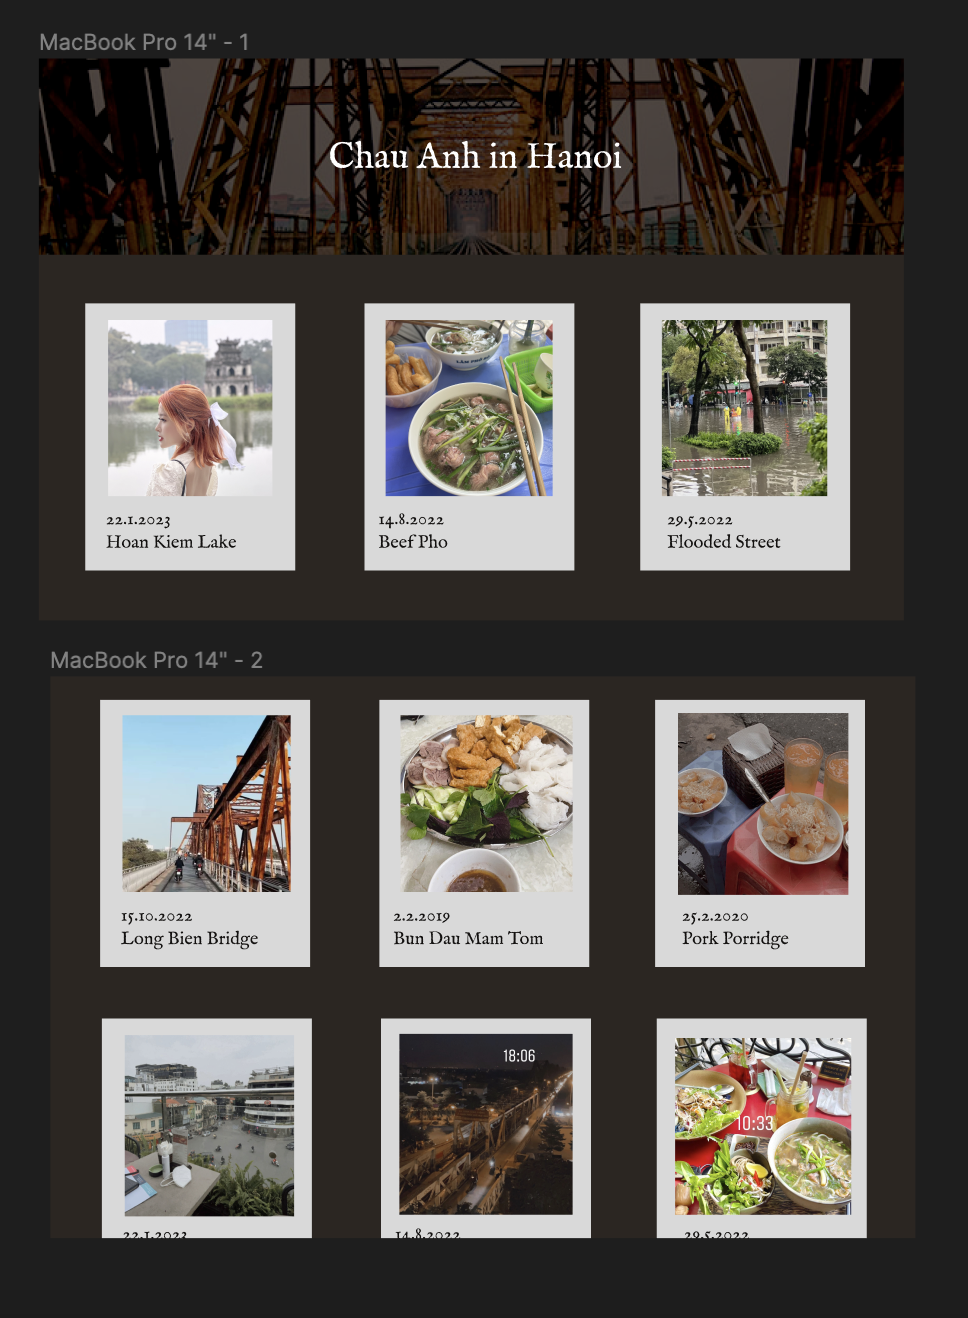 MacBook Pro 14" - 1
Chau Anh in Hanoi
22.1.2023
Hoan Kiem Lake
14.8.2022
Beef Pho
29.5.2022
Flooded Street
MacBook Pro 14" - 2
15.10.2022
Long Bien Bridge
2.2.2019
Bun Dau Mam Tom
25.2.2020
Pork Porridge
18:06
10:33
22.1.2023
14.8.2022
29.5.2022